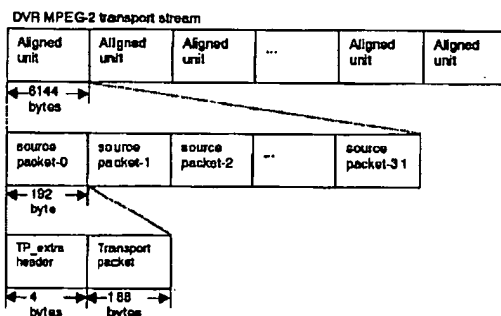 DVR MPEG-2 transport stream
Aligned unit
Aligned unit
Aligned unit
...
Aligned unit
Aligned unit
6144 bytes
source packet-0
source packet-1
source packet-2
...
source packet-31
192 byte
TP_extra header
Transport packet
4 bytes
188 bytes